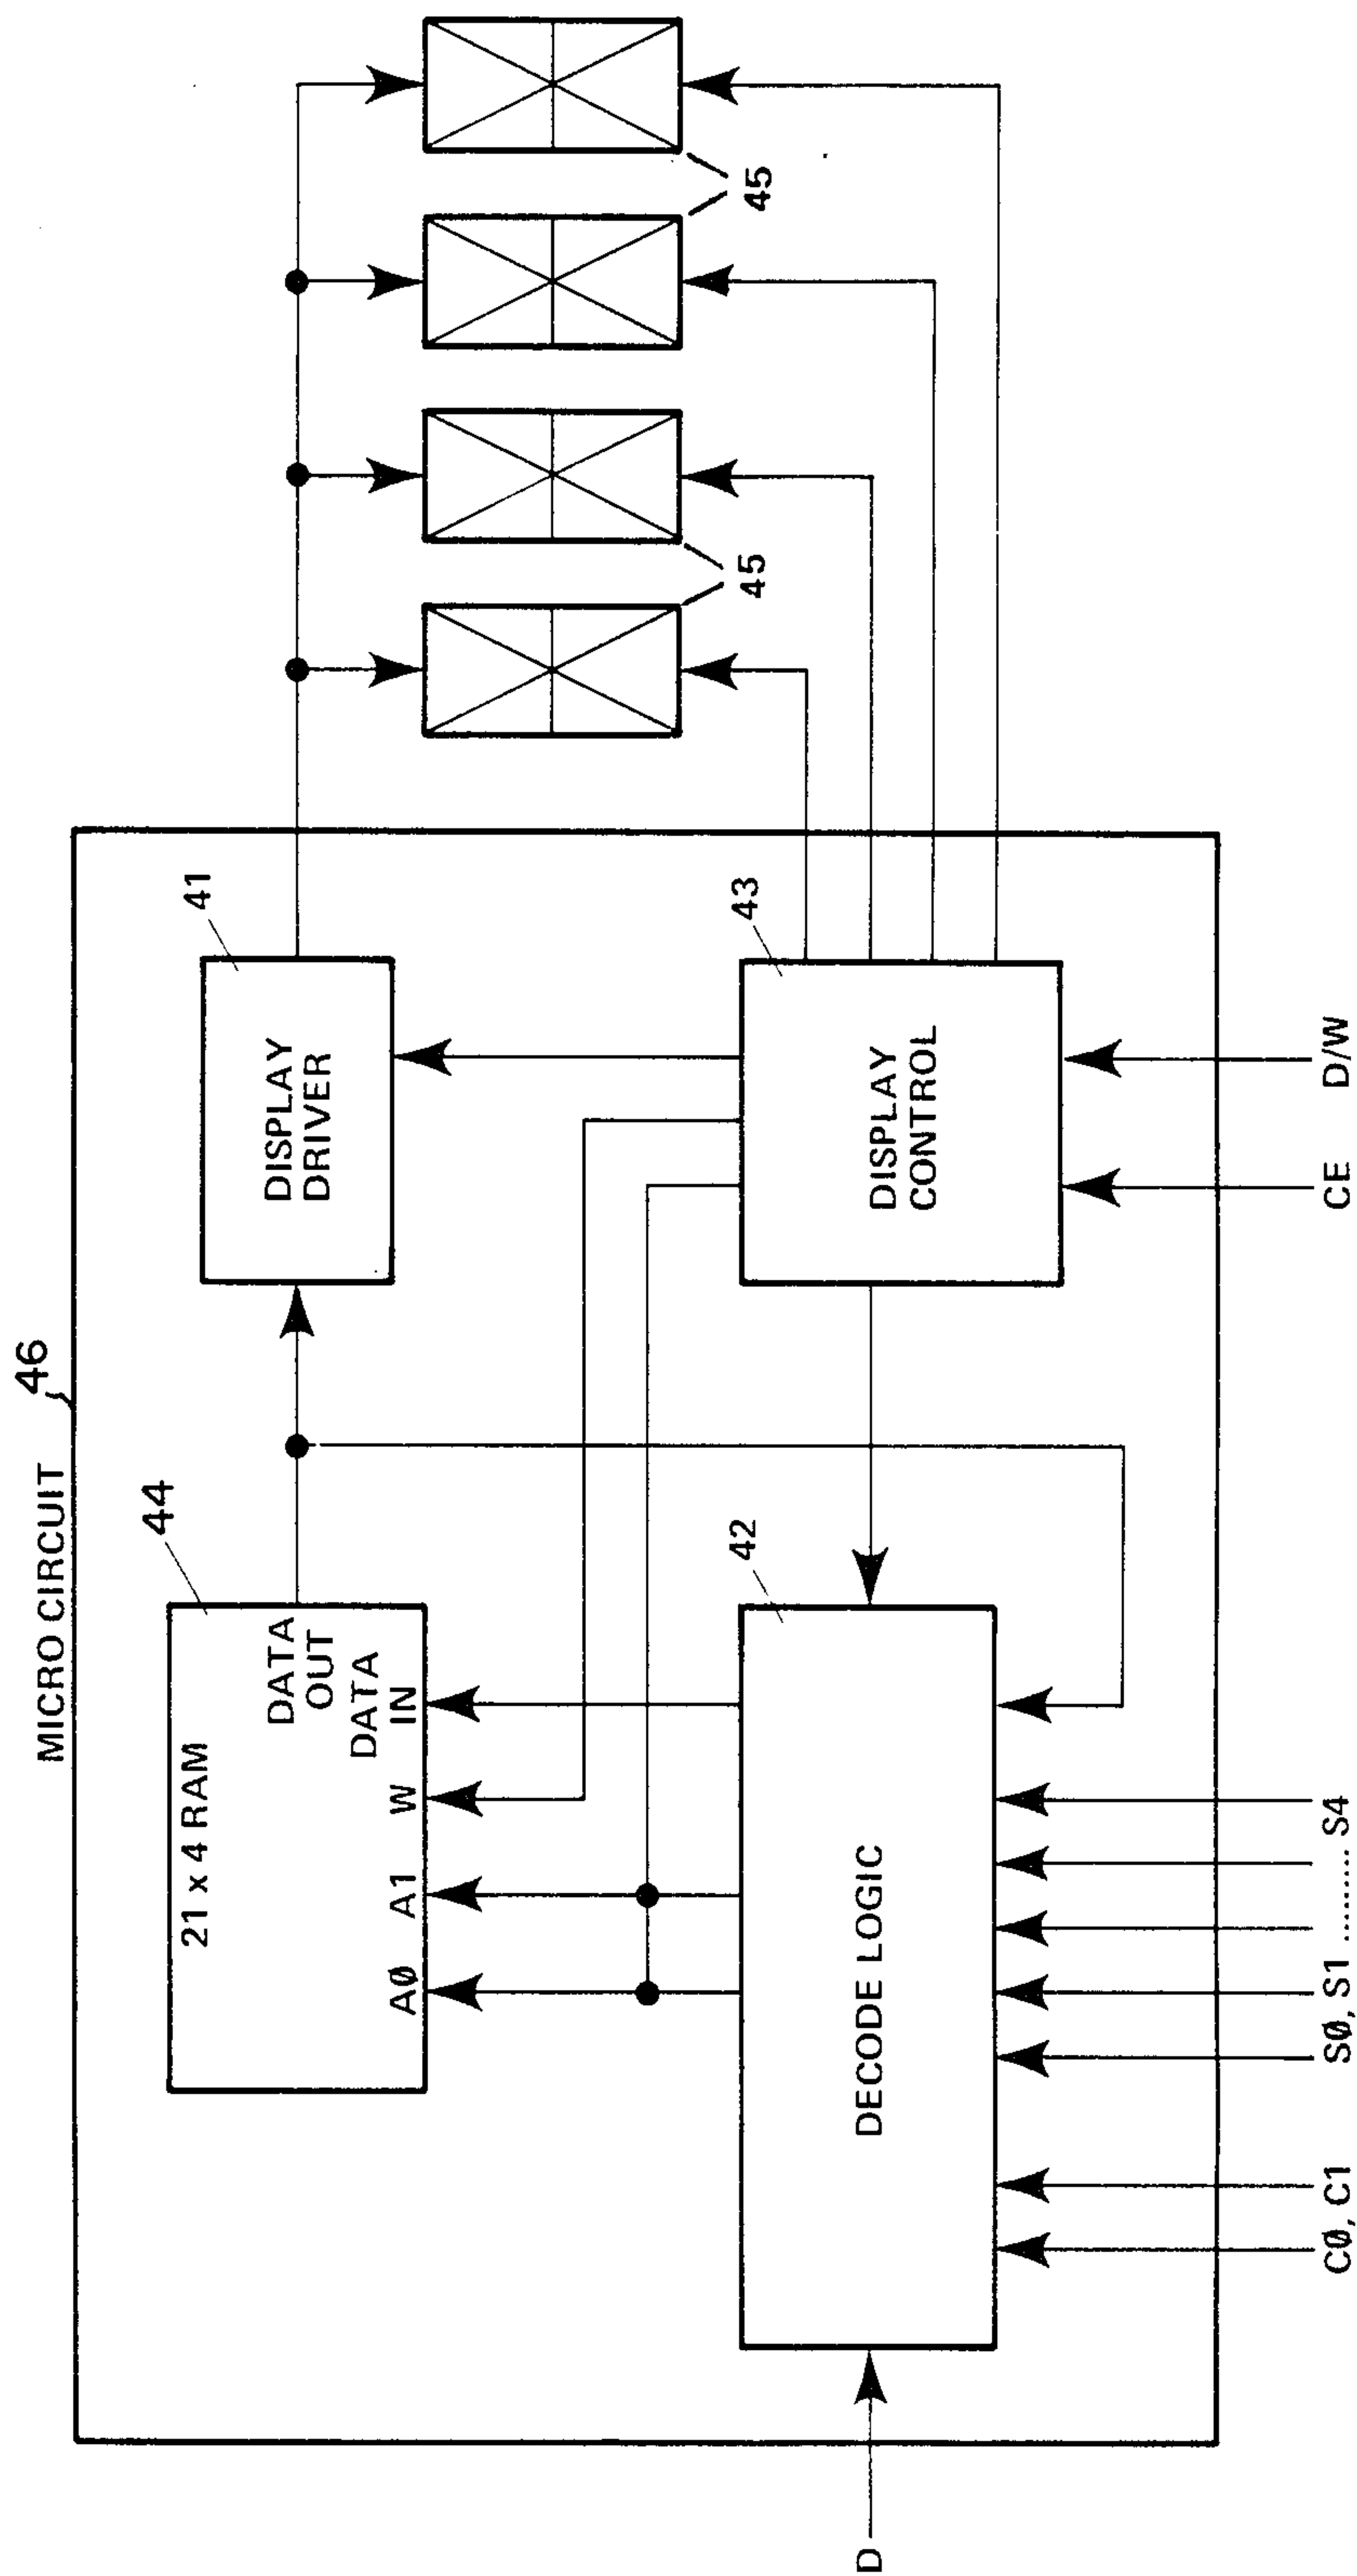 MICRO CIRCUIT 46
44
21 x 4 RAM
DATA
OUT
DATA
IN
AØ A1 W
41
DISPLAY
DRIVER
42
DECODE LOGIC
43
DISPLAY
CONTROL
45
45
D
CØ, C1
SØ, S1 .......... S4
CE
D/W